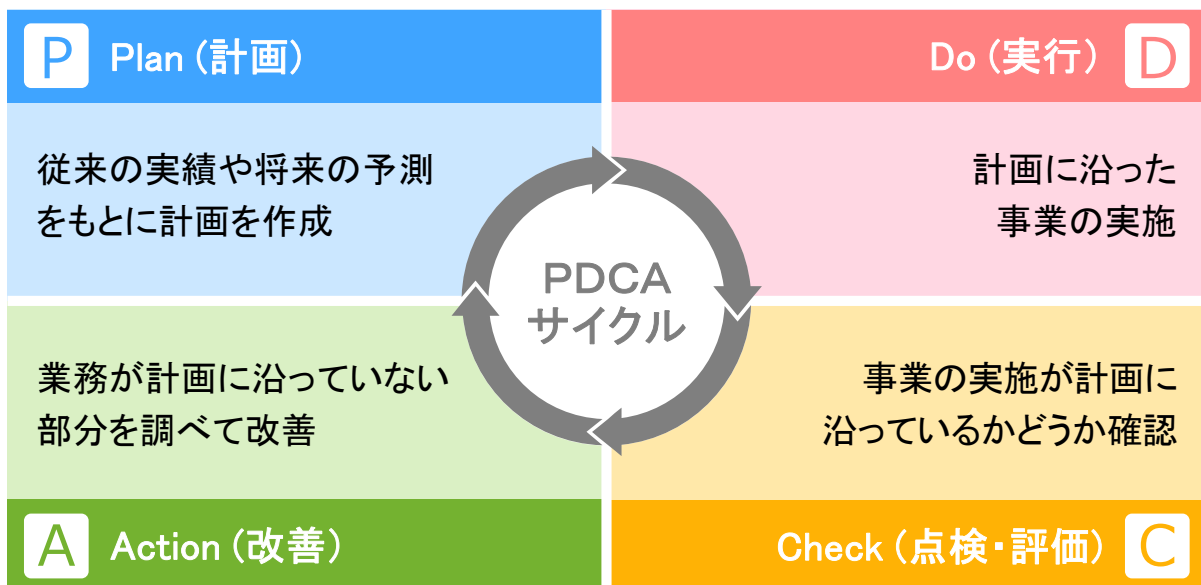 P Plan (計画)
Do (実行) D
従来の実績や将来の予測
をもとに計画を作成
計画に沿った
事業の実施
PDCA
サイクル
業務が計画に沿っていない
部分を調べて改善
事業の実施が計画に
沿っているかどうか確認
A Action (改善)
Check (点検・評価) C